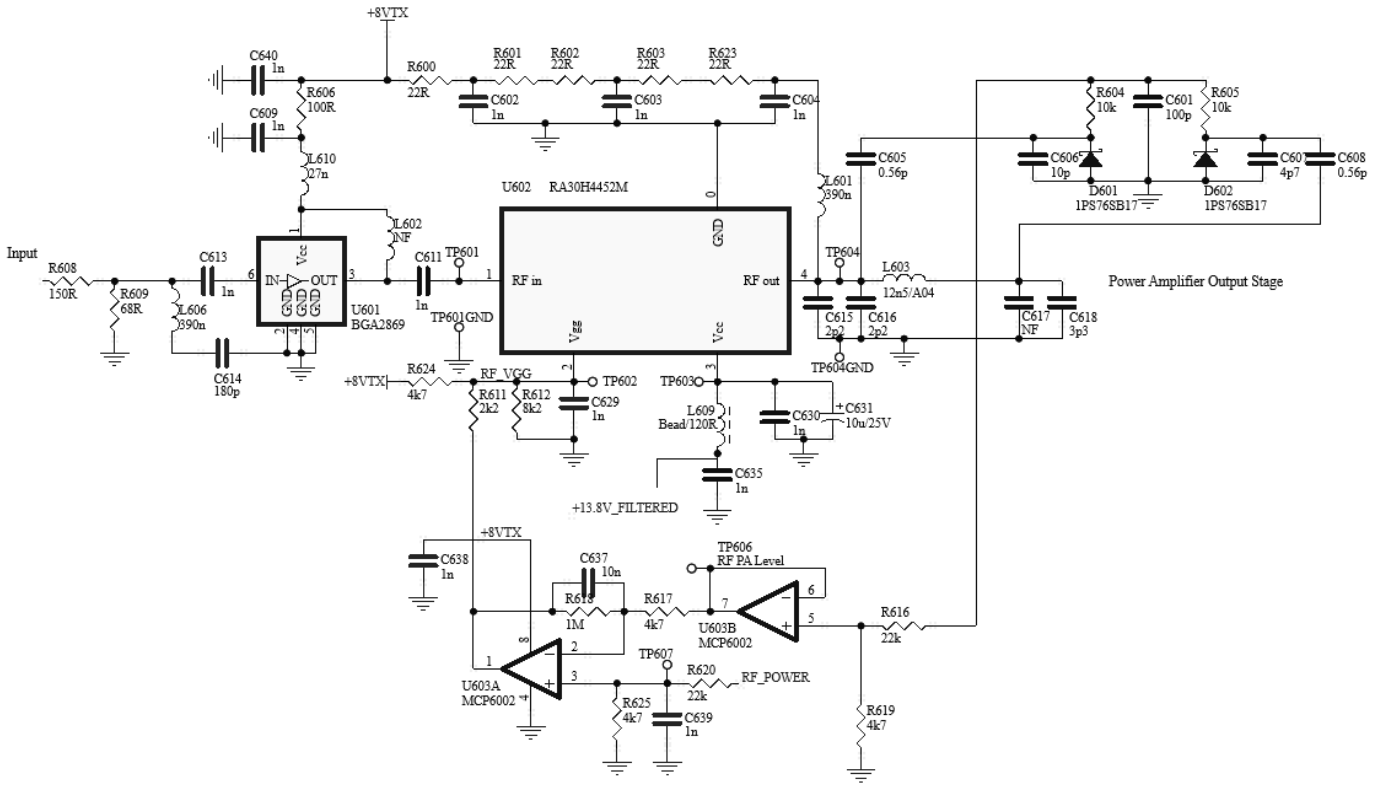 +8VTX
C640
1n
R606
100R
C609
1n
L610
27n
R600
22R
R601
22R
R602
22R
R603
22R
R623
22R
C602
1n
C603
1n
C604
1n
R604
10k
C601
100p
R605
10k
C605
0.56p
C606
10p
D601
1PS76SB17
D602
1PS76SB17
C607
4p7
C608
0.56p
U602 RA30H4452M
L601
390n
0
GND
Input
R608
150R
R609
68R
L606
390n
C613
1n
C614
180p
1
Vcc
6
IN
OUT
3
GND
GND
GND
2
4
5
U601
BGA2869
L602
NF
C611
1n
TP601
TP601GND
1
RF in
RF out
4
Vgg
2
Vcc
3
TP604
L603
12n5/A04
Power Amplifier Output Stage
C615
2p2
C616
2p2
TP604GND
C617
NF
C618
3p3
+8VTX
R624
4k7
RF_VGG
R611
2k2
R612
8k2
TP602
C629
1n
TP603
L609
Bead/120R
C630
1n
+
C631
10u/25V
C635
1n
+13.8V_FILTERED
+8VTX
C638
1n
C637
10n
R618
1M
R617
4k7
TP606
RF PA Level
7
6
5
U603B
MCP6002
R616
22k
R619
4k7
8
1
2
3
4
U603A
MCP6002
TP607
R620
22k
RF_POWER
R625
4k7
C639
1n